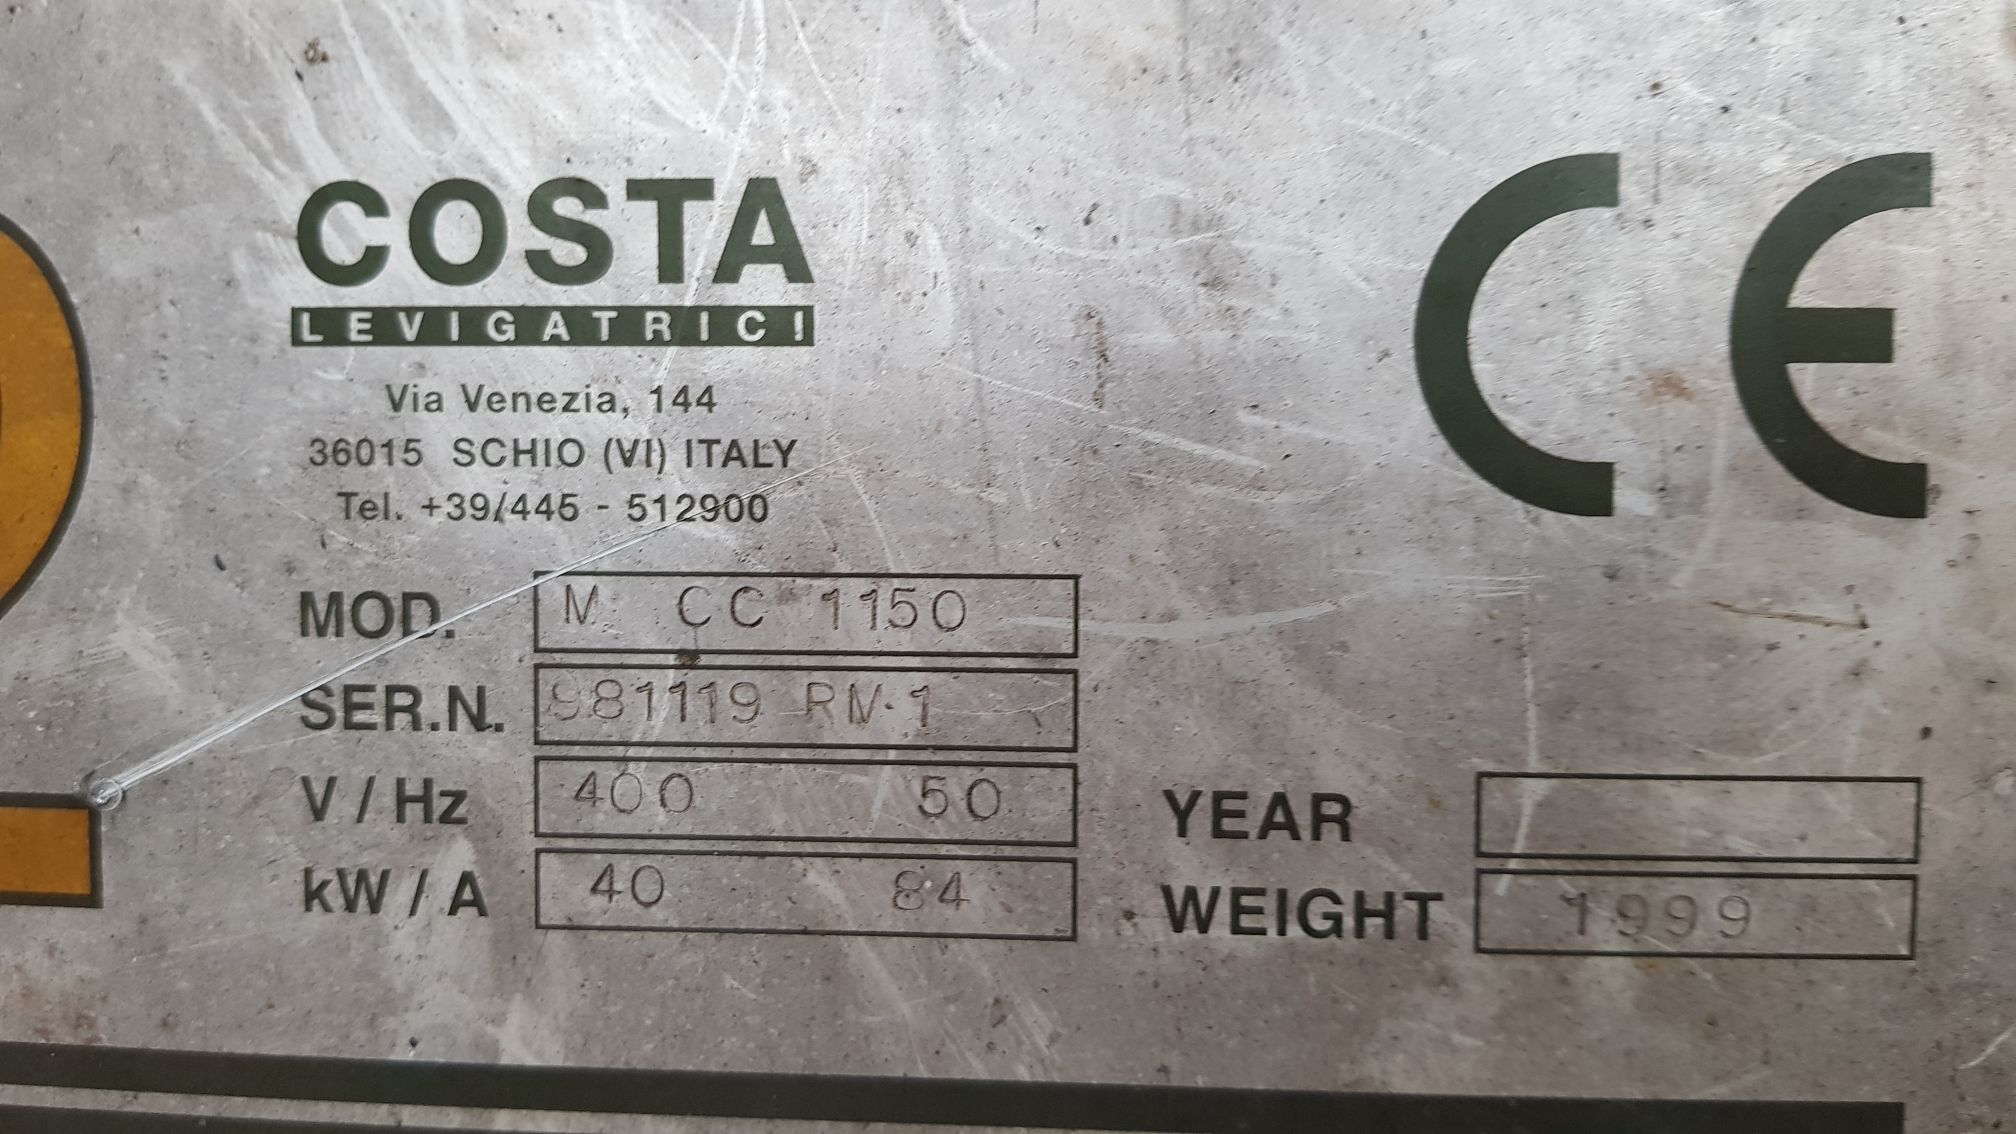 COSTA
LEVIGATRICI
Via Venezia, 144
36015 SCHIO (VI) ITALY
Tel. +39/445 - 512900
CE
MOD. M CC 1150
SER.N. 981119 RM·1
V / Hz 400 50
kW / A 40 84
YEAR
WEIGHT 1999